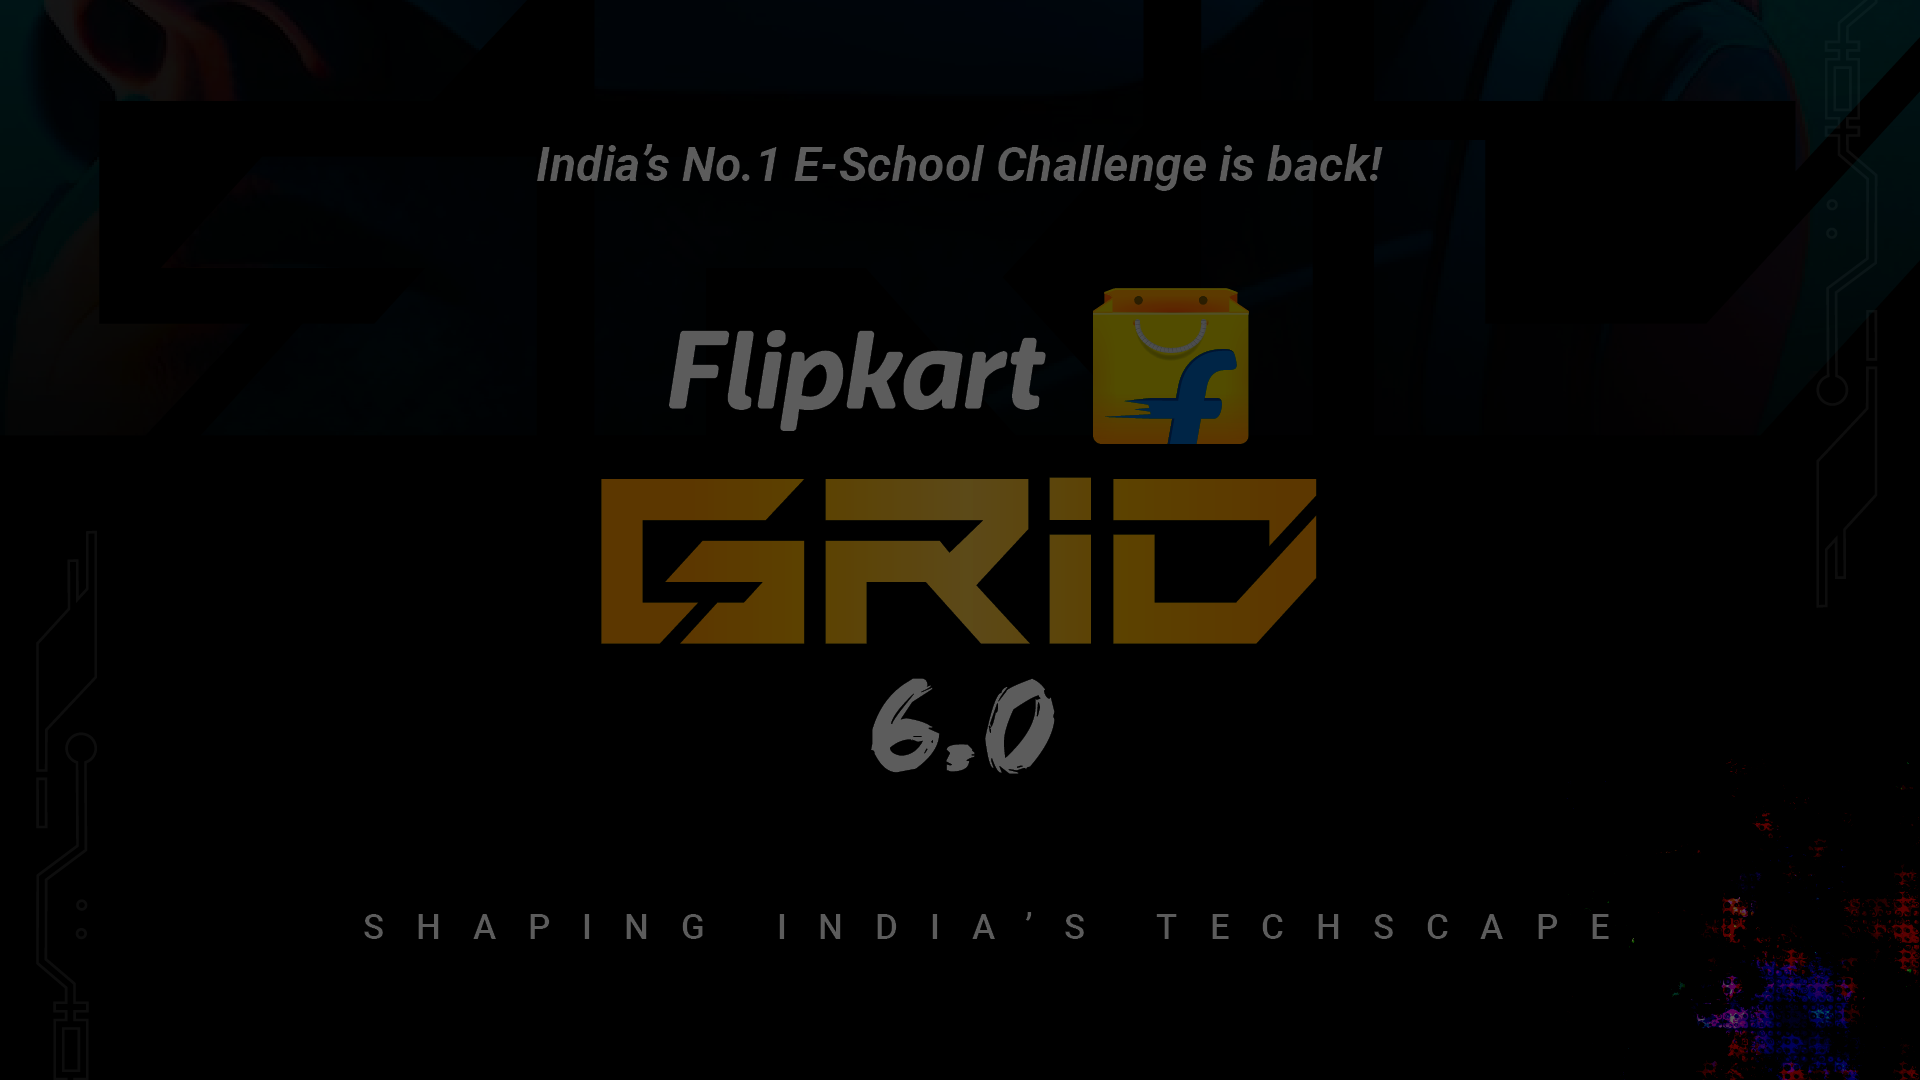 India’s No.1 E-School Challenge is back!
Flipkart
GRiD
6.0
SHAPING INDIA’S TECHSCAPE.